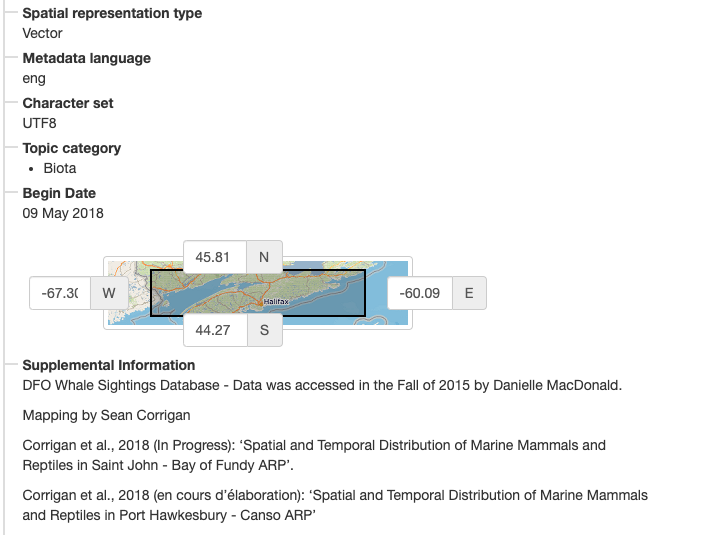 Spatial representation type
Vector
Metadata language
eng
Character set
UTF8
Topic category
• Biota
Begin Date
09 May 2018
45.81 N
-67.30 W
Halifax
-60.09 E
44.27 S
Supplemental Information
DFO Whale Sightings Database - Data was accessed in the Fall of 2015 by Danielle MacDonald.
Mapping by Sean Corrigan
Corrigan et al., 2018 (In Progress): ‘Spatial and Temporal Distribution of Marine Mammals and
Reptiles in Saint John - Bay of Fundy ARP’.
Corrigan et al., 2018 (en cours d’élaboration): ‘Spatial and Temporal Distribution of Marine Mammals
and Reptiles in Port Hawkesbury - Canso ARP’